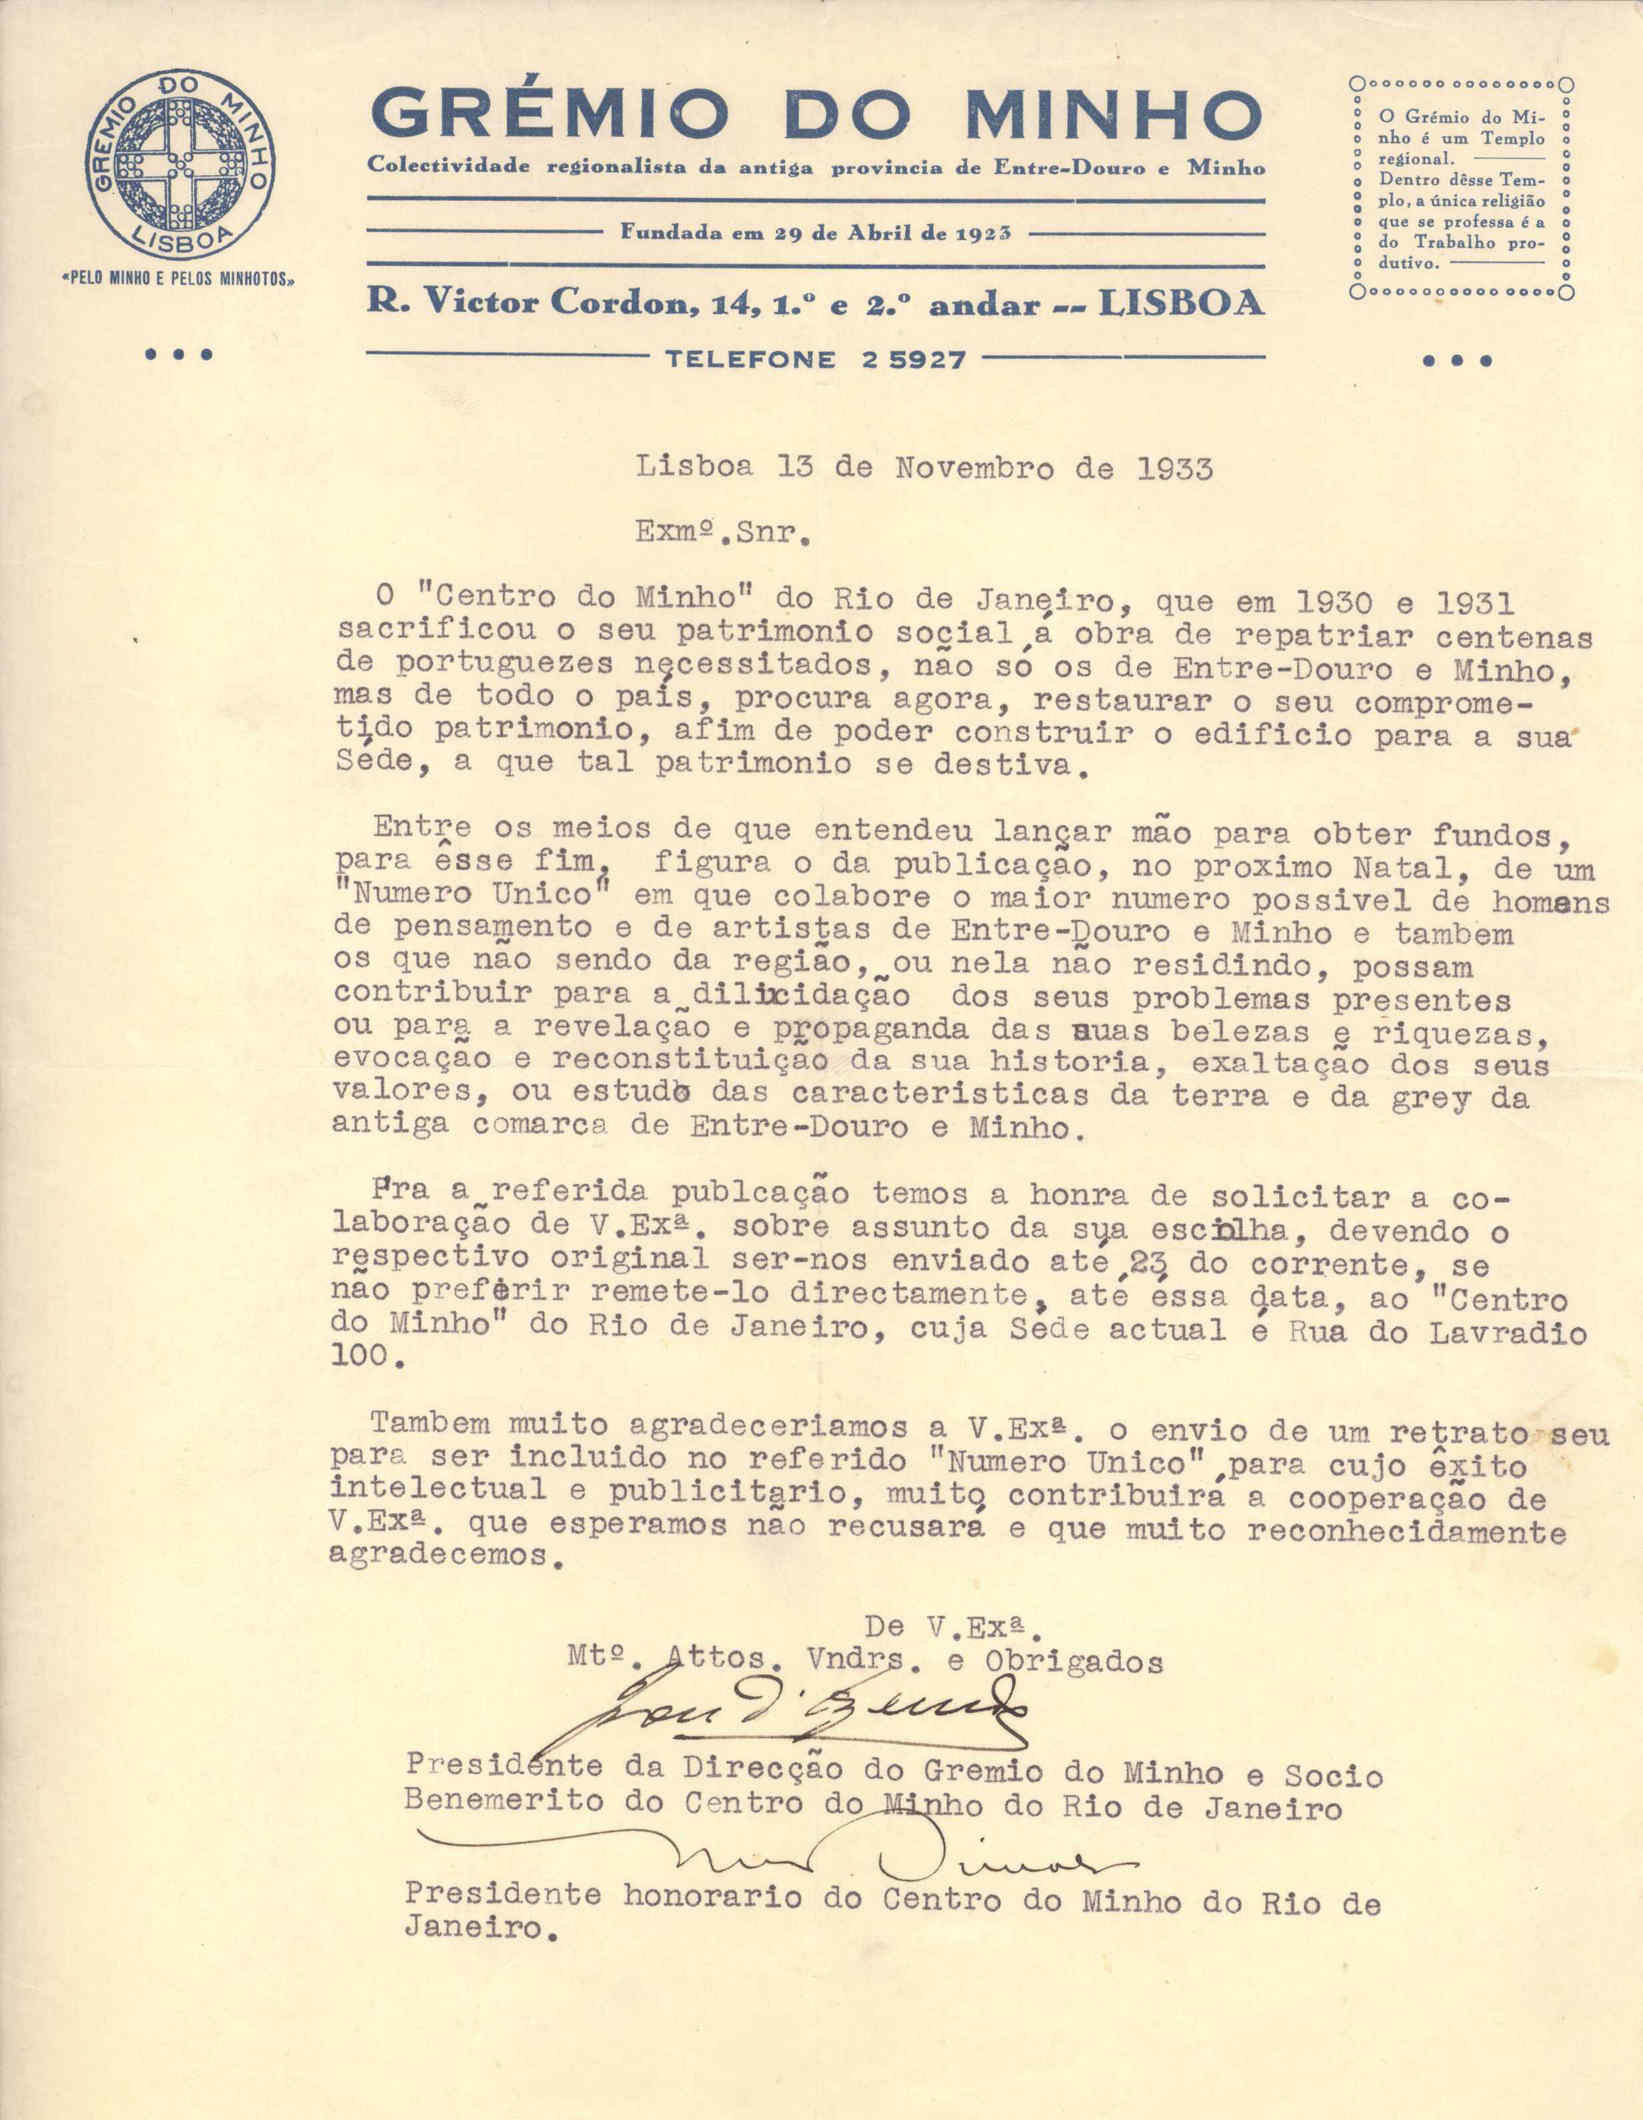 GREMIO DO MINHO
LISBOA
«PELO MINHO E PELOS MINHOTOS»
GRÉMIO DO MINHO
Colectividade regionalista da antiga provincia de Entre-Douro e Minho
Fundada em 29 de Abril de 1923
R. Victor Cordon, 14, 1.º e 2.º andar -- LISBOA
TELEFONE 2 5927
O Grémio do Mi-
nho é um Templo
regional.
Dentro dêsse Tem-
plo, a única religião
que se professa é a
do Trabalho pro-
dutivo.
Lisboa 13 de Novembro de 1933
Exmº.Snr.
O "Centro do Minho" do Rio de Janeiro, que em 1930 e 1931
sacrificou o seu patrimonio social á obra de repatriar centenas
de portuguezes necessitados, não só os de Entre-Douro e Minho,
mas de todo o país, procura agora, restaurar o seu comprome-
tido patrimonio, afim de poder construir o edificio para a sua
Séde, a que tal patrimonio se destiva.
Entre os meios de que entendeu lançar mão para obter fundos,
para êsse fim, figura o da publicação, no proximo Natal, de um
"Numero Unico" em que colabore o maior numero possivel de homens
de pensamento e de artistas de Entre-Douro e Minho e tambem
os que não sendo da região, ou nela não residindo, possam
contribuir para a dilucidação dos seus problemas presentes
ou para a revelação e propaganda das suas belezas e riquezas,
evocação e reconstituição da sua historia, exaltação dos seus
valores, ou estudo das caracteristicas da terra e da grey da
antiga comarca de Entre-Douro e Minho.
Pra a referida publcação temos a honra de solicitar a co-
laboração de V.Exª. sobre assunto da sua escolha, devendo o
respectivo original ser-nos enviado até 23 do corrente, se
não preférir remete-lo directamente, até éssa data, ao "Centro
do Minho" do Rio de Janeiro, cuja Séde actual é Rua do Lavradio
100.
Tambem muito agradeceriamos a V.Exª. o envio de um retrato seu
para ser incluido no referido "Numero Unico", para cujo êxito
intelectual e publicitario, muito contribuirá a cooperação de
V.Exª. que esperamos não recusará e que muito reconhecidamente
agradecemos.
De V.Exª.
Mtº. Attos. Vndrs. e Obrigados
Presidente da Direcção do Gremio do Minho e Socio
Benemerito do Centro do Minho do Rio de Janeiro
Presidente honorario do Centro do Minho do Rio de
Janeiro.